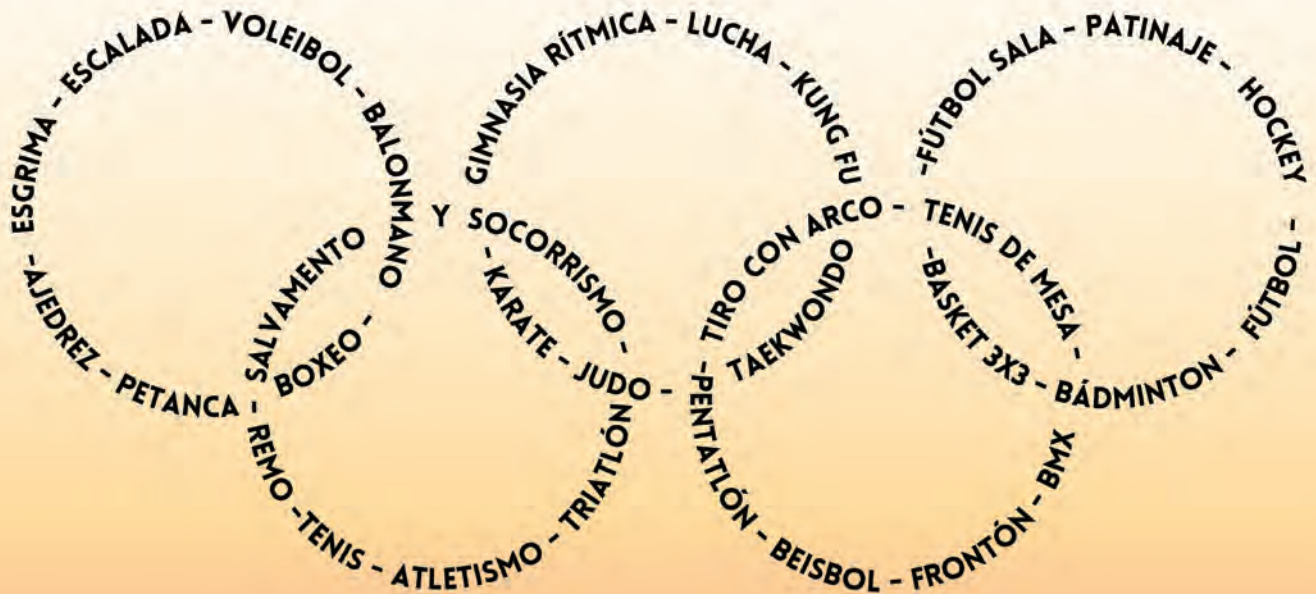 ESGRIMA - ESCALADA - VOLEIBOL - BALONMANO
- AJEDREZ - PETANCA -
BOXEO -
GIMNASIA RÍTMICA - LUCHA - KUNG FU
- KARATE - JUDO -
TAEKWONDO
-FÚTBOL SALA - PATINAJE - HOCKEY
-BASKET 3X3 - BÁDMINTON - FÚTBOL -
SALVAMENTO Y SOCORRISMO -
REMO -TENIS - ATLETISMO - TRIATLÓN
TIRO CON ARCO - TENIS DE MESA -
-PENTATLÓN - BEISBOL - FRONTÓN - BMX